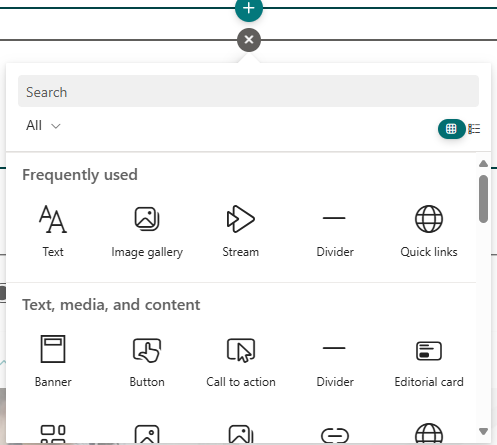 Search
All
Frequently used
Text Image gallery Stream Divider Quick links
Text, media, and content
Banner Button Call to action Divider Editorial card